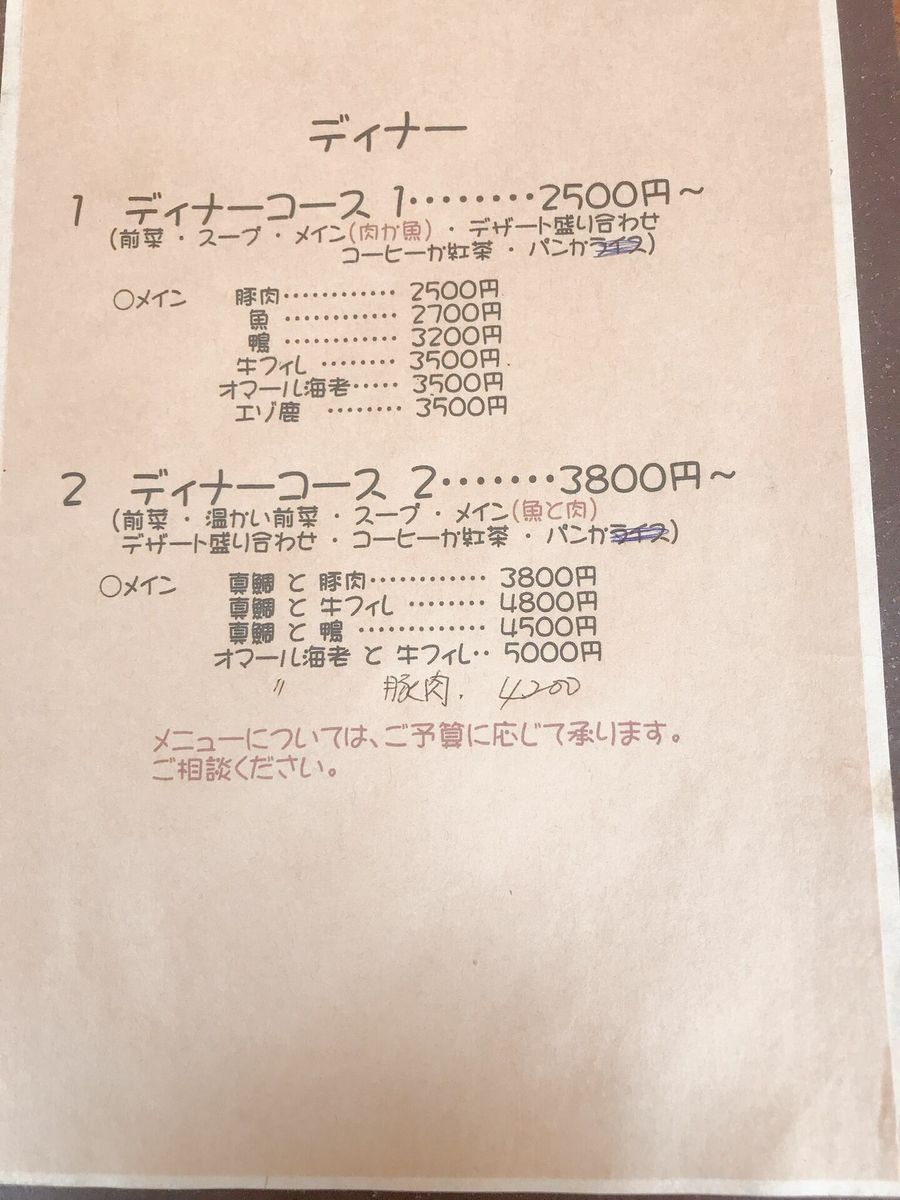 ディナー
1 ディナーコース 1・・・・・・・・・2500円～
(前菜・スープ・メイン(肉か魚)・デザート盛り合わせ
コーヒーか紅茶・パンかライス)
○メイン 豚肉・・・・・・・・・・・・ 2500円
魚 ・・・・・・・・・・・・ 2700円
鴨 ・・・・・・・・・・・・ 3200円
牛フィレ ・・・・・・・・ 3500円
オマール海老・・・・・ 3500円
エゾ鹿 ・・・・・・・・ 3500円
2 ディナーコース 2・・・・・・・3800円～
(前菜・温かい前菜・スープ・メイン(魚と肉)
デザート盛り合わせ・コーヒーか紅茶・パンかライス)
○メイン 真鯛 と 豚肉・・・・・・・・・・・・ 3800円
真鯛 と 牛フィレ ・・・・・・・・ 4800円
真鯛 と 鴨 ・・・・・・・・・・・・・ 4500円
オマール海老 と 牛フィレ・・ 5000円
〃 豚肉. 4200
メニューについては、ご予算に応じて承ります。
ご相談ください。